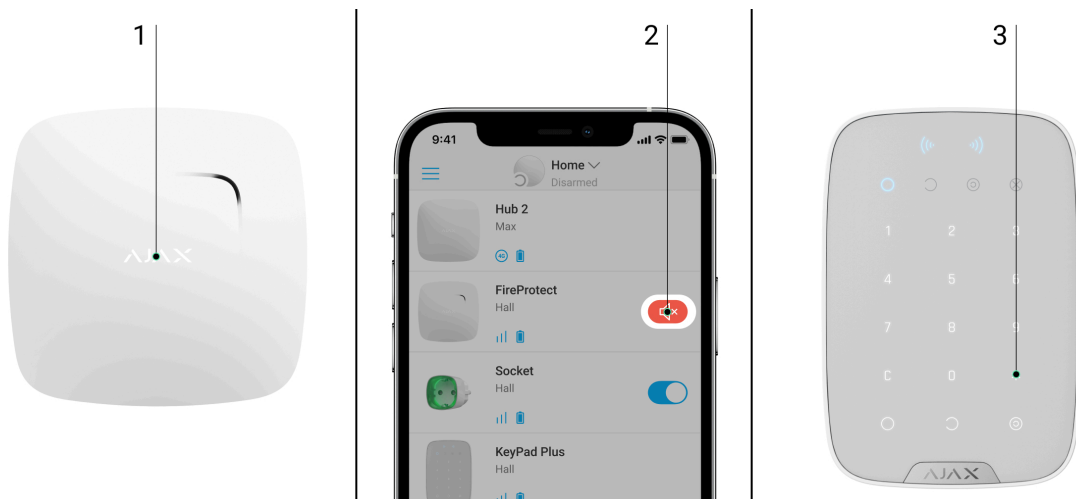 1
AJAX
2
9:41
Home
Disarmed
Hub 2
Max
4G
FireProtect
Hall
Socket
Hall
KeyPad Plus
Hall
3
1 2 3
4 5 6
7 8 9
C 0
AJAX